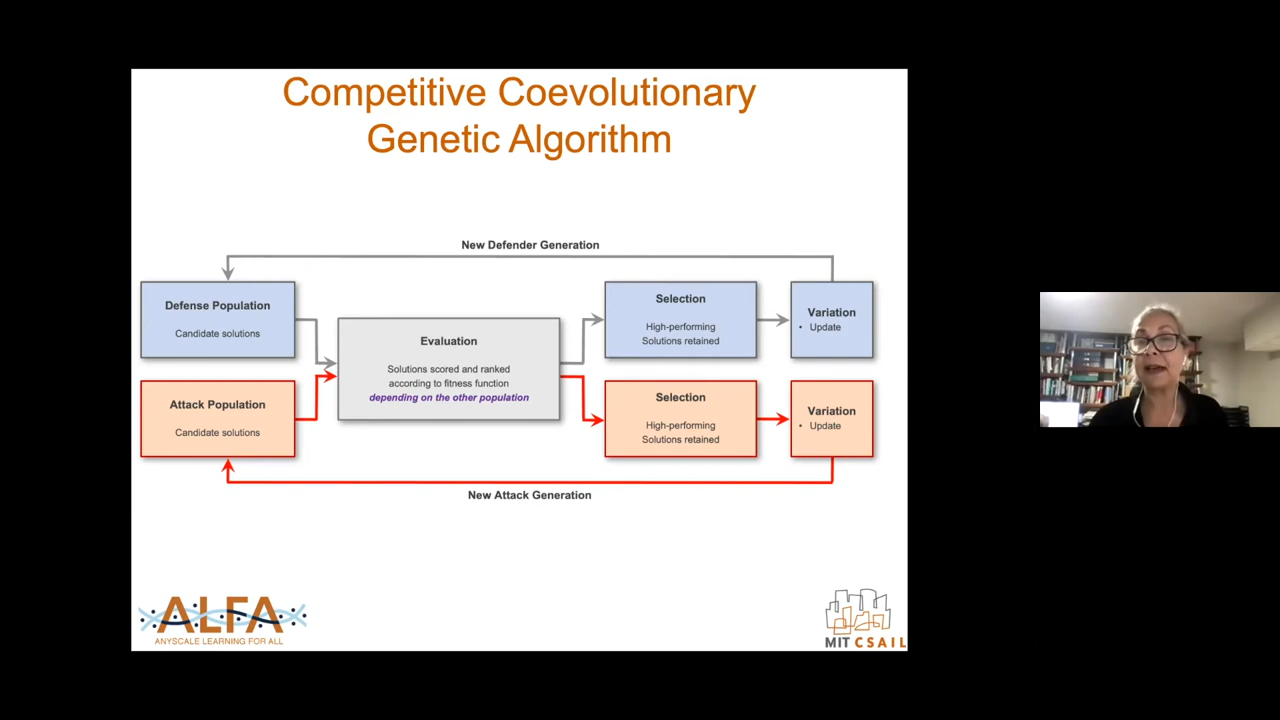 Competitive Coevolutionary
Genetic Algorithm
New Defender Generation
Defense Population
Candidate solutions
Evaluation
Solutions scored and ranked
according to fitness function
depending on the other population
Selection
High-performing
Solutions retained
Variation
• Update
Attack Population
Candidate solutions
Selection
High-performing
Solutions retained
Variation
• Update
New Attack Generation
ALFA
ANYSCALE LEARNING FOR ALL
MIT CSAIL